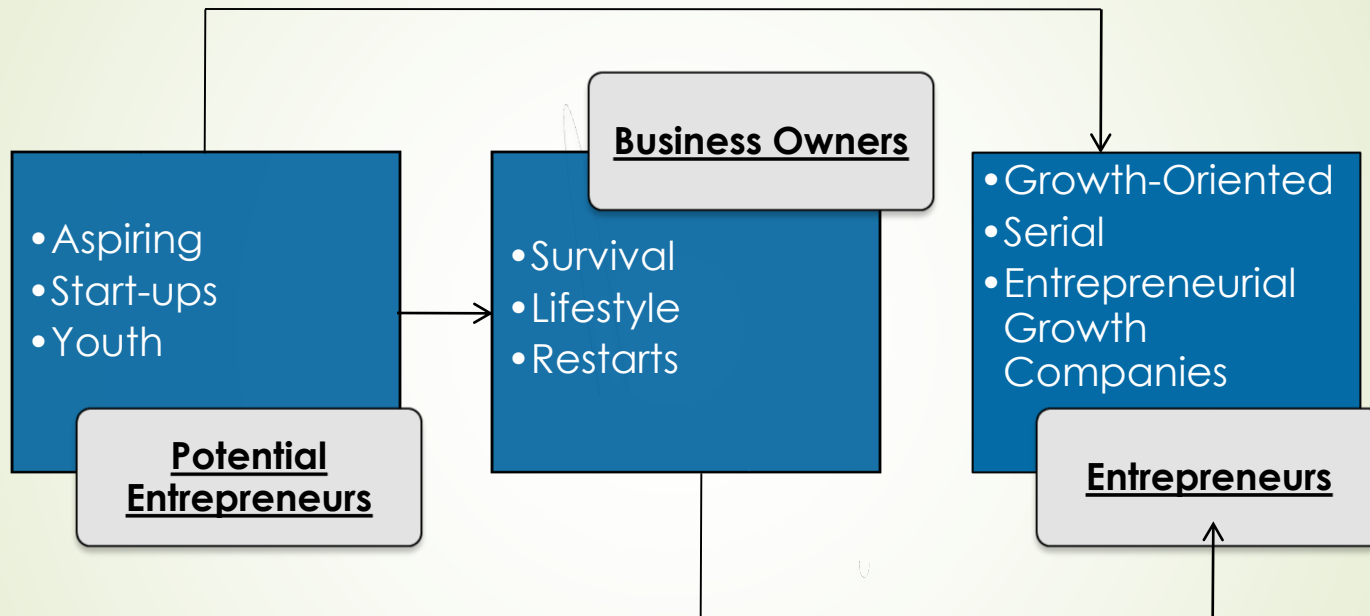 •Aspiring
•Start-ups
•Youth
Potential
Entrepreneurs
Business Owners
•Survival
•Lifestyle
•Restarts
•Growth-Oriented
•Serial
•Entrepreneurial
Growth
Companies
Entrepreneurs